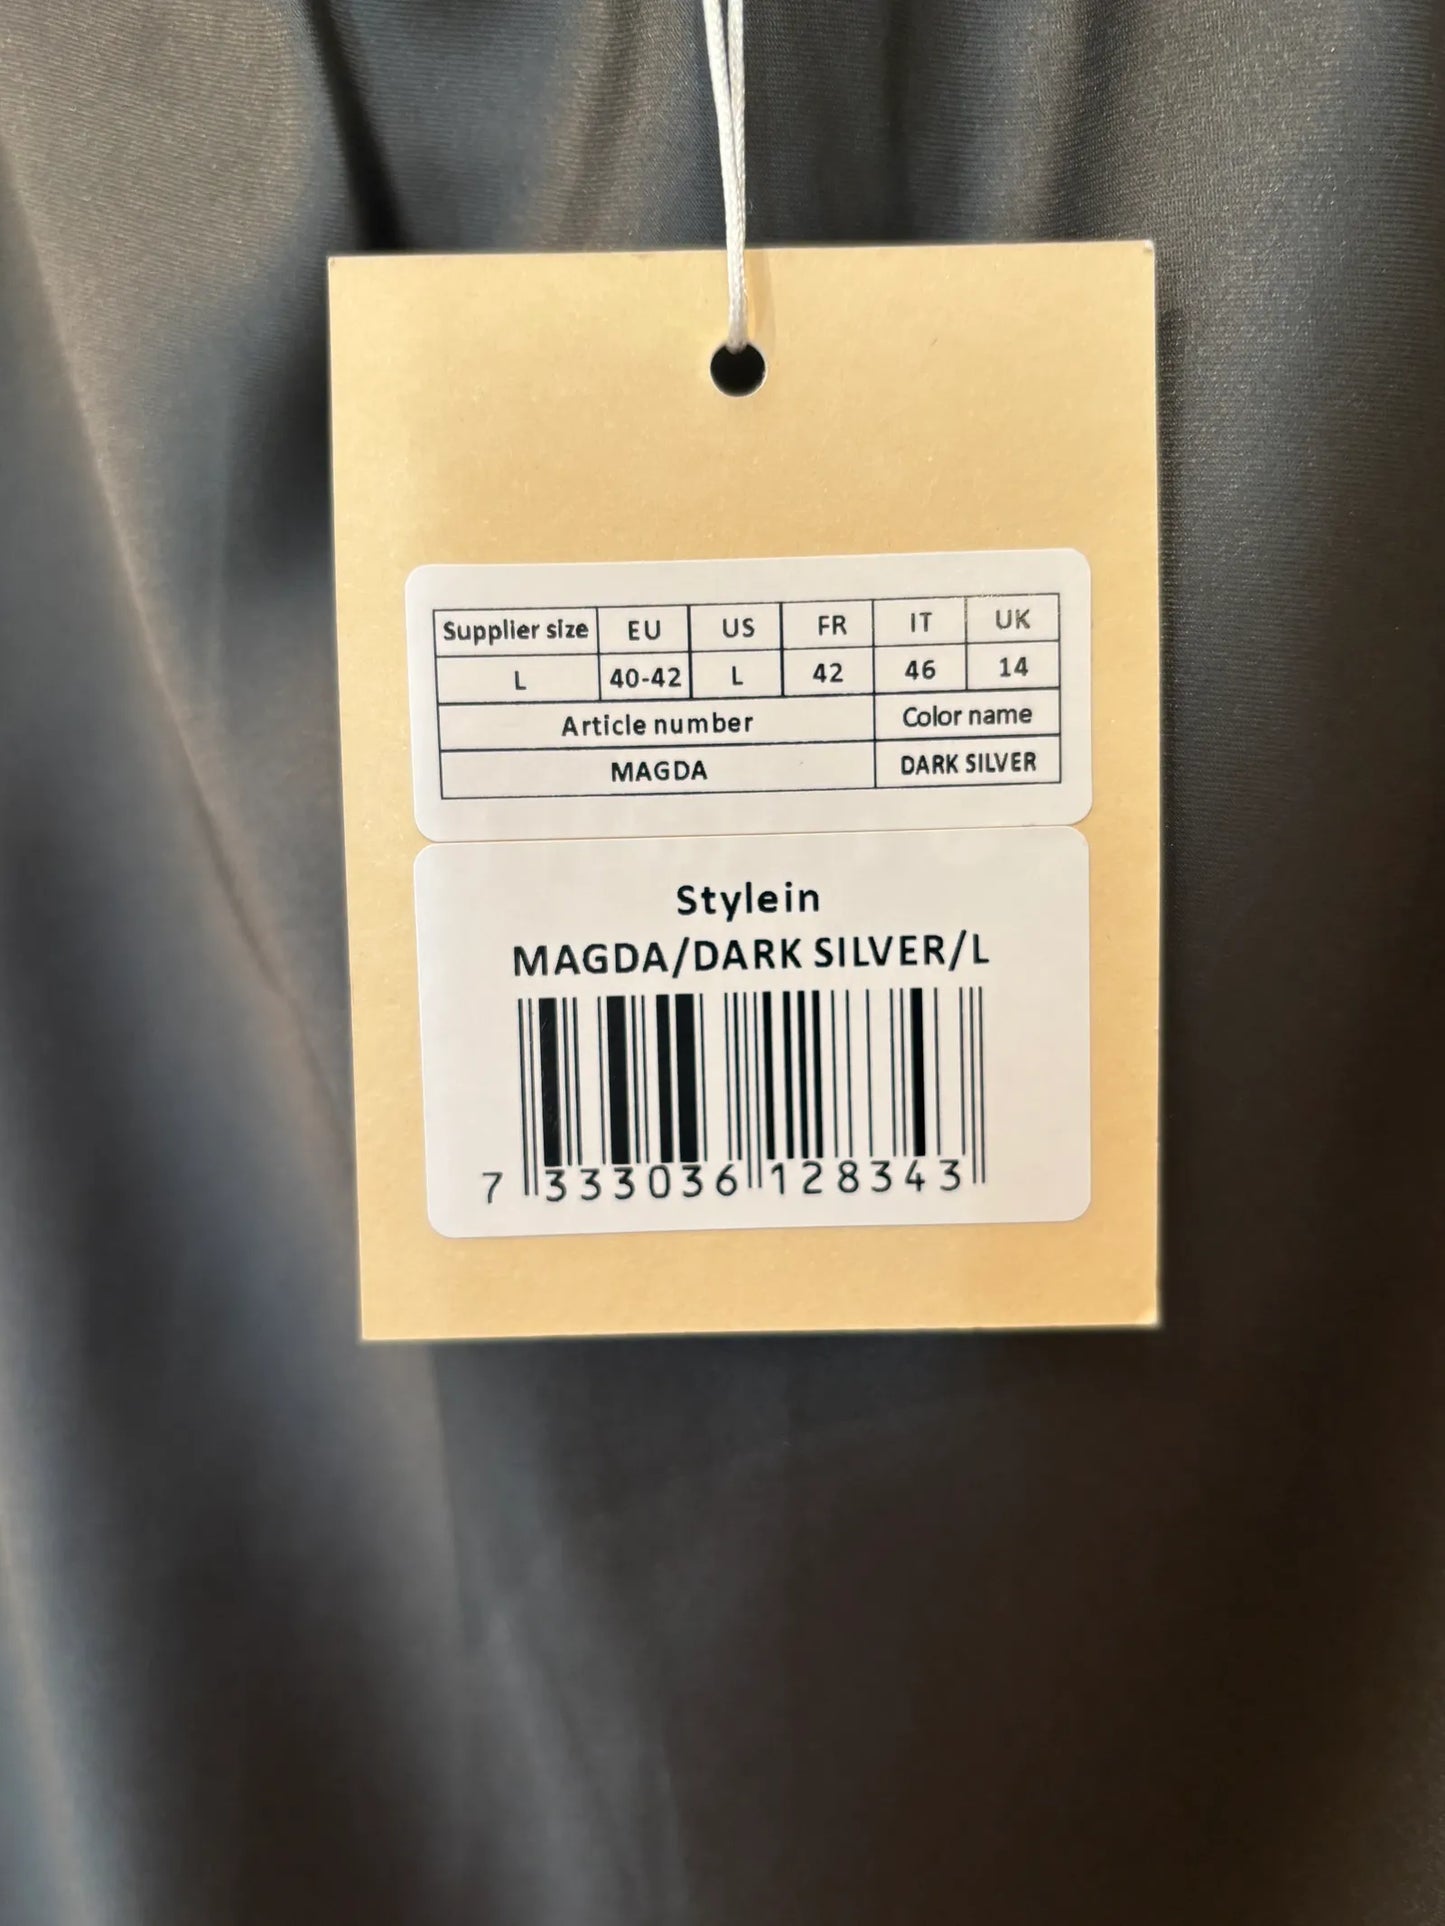 Supplier size EU US FR IT UK
L 40-42 L 42 46 14
Article number Color name
MAGDA DARK SILVER
Stylein
MAGDA/DARK SILVER/L
7 333036 128343